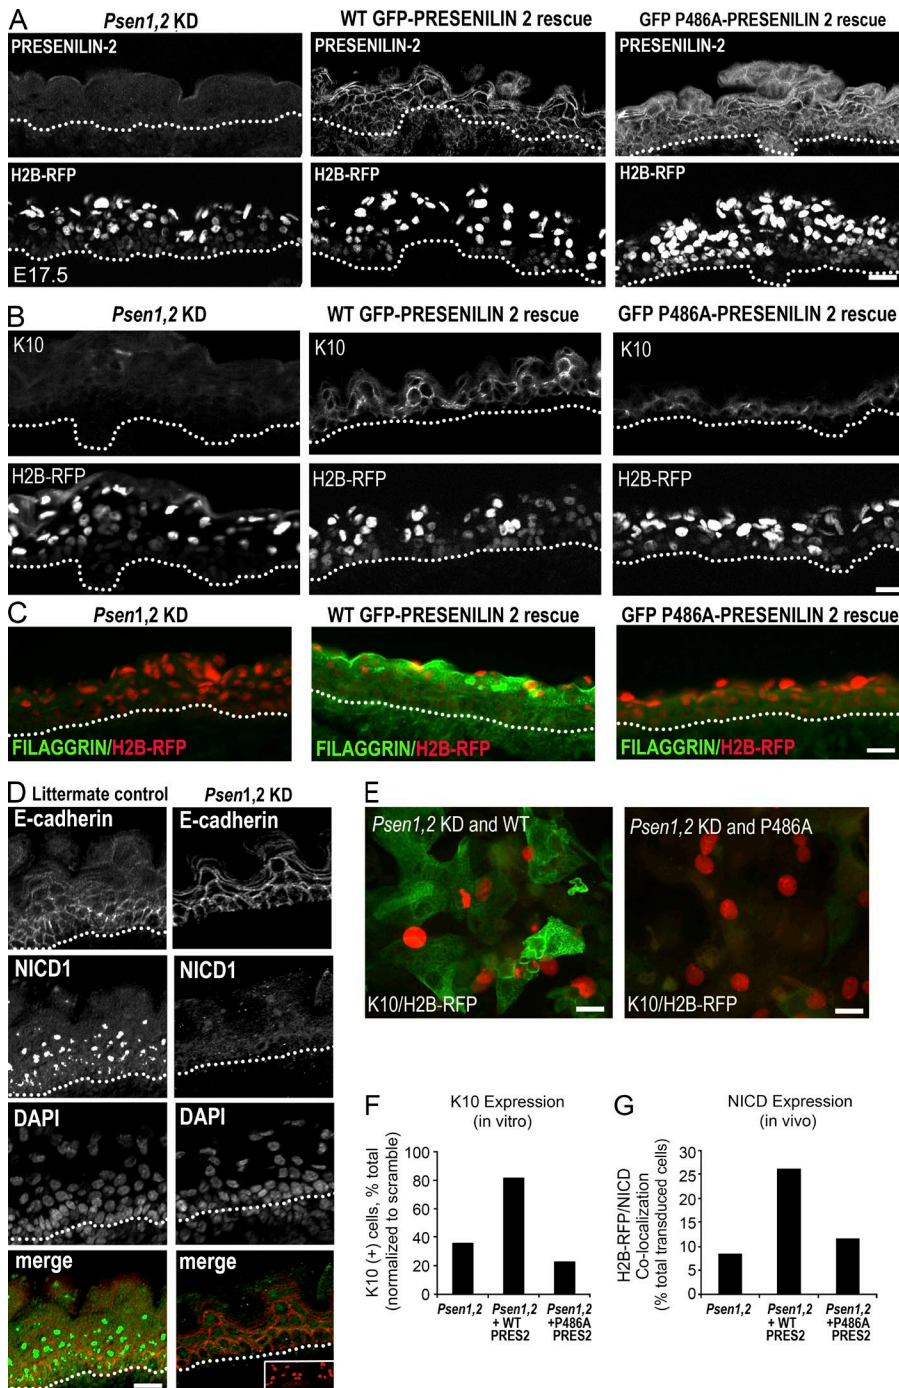 A
Psen1,2 KD
WT GFP-PRESENILIN 2 rescue
GFP P486A-PRESENILIN 2 rescue
PRESENILIN-2
PRESENILIN-2
PRESENILIN-2
H2B-RFP
H2B-RFP
H2B-RFP
E17.5
B
Psen1,2 KD
WT GFP-PRESENILIN 2 rescue
GFP P486A-PRESENILIN 2 rescue
K10
K10
K10
H2B-RFP
H2B-RFP
H2B-RFP
C
Psen1,2 KD
WT GFP-PRESENILIN 2 rescue
GFP P486A-PRESENILIN 2 rescue
FILAGGRIN/H2B-RFP
FILAGGRIN/H2B-RFP
FILAGGRIN/H2B-RFP
D
Littermate control
Psen1,2 KD
E-cadherin
E-cadherin
NICD1
NICD1
DAPI
DAPI
merge
merge
E
Psen1,2 KD and WT
Psen1,2 KD and P486A
K10/H2B-RFP
K10/H2B-RFP
F
K10 Expression
(in vitro)
K10 (+) cells, % total
(normalized to scramble)
100
80
60
40
20
0
Psen1,2
Psen1,2
+ WT
PRES2
Psen1,2
+P486A
PRES2
G
NICD Expression
(in vivo)
H2B-RFP/NICD
Co-localization
(% total transduced cells)
30
25
20
15
10
5
0
Psen1,2
Psen1,2
+ WT
PRES2
Psen1,2
+P486A
PRES2